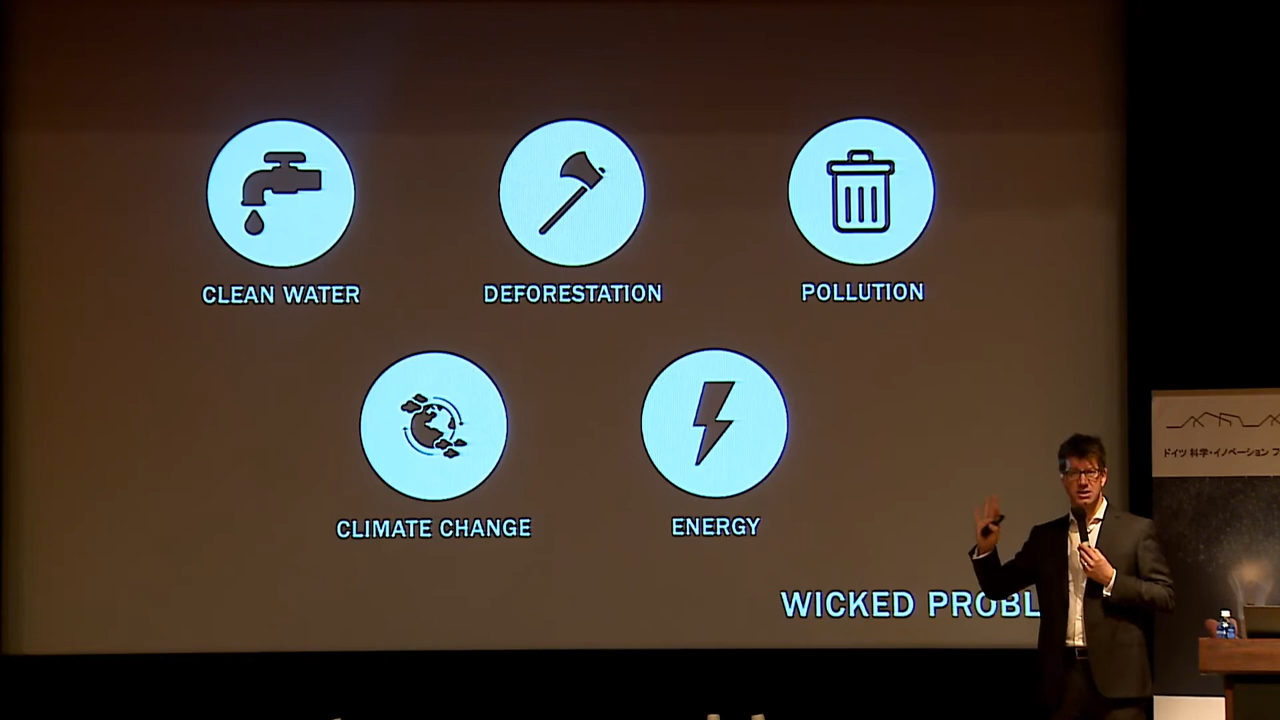 CLEAN WATER
DEFORESTATION
POLLUTION
CLIMATE CHANGE
ENERGY
WICKED PROBL
ドイツ 科学・イノベーション フ